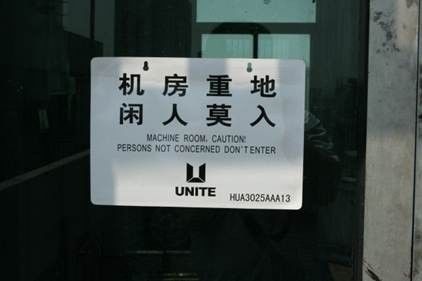 机房重地
闲人莫入
MACHINE ROOM, CAUTION!
PERSONS NOT CONCERNED DON'T ENTER
UNITE
HUA3025AAA13